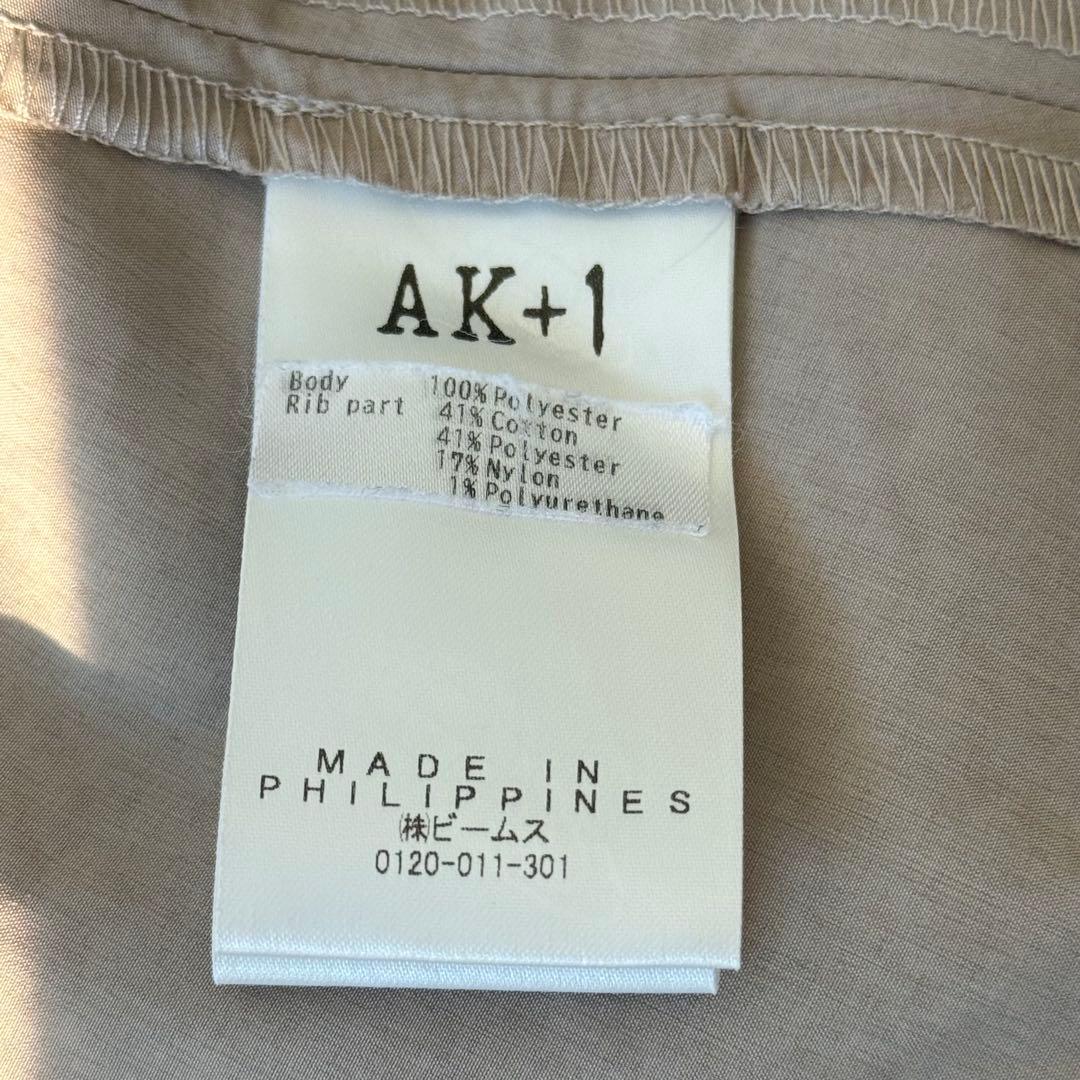 AK+1
Body 100%Polyester
Rib part 41%Cotton
41%Polyester
17%Nylon
1%Polyurethane
MADE IN
PHILIPPINES
㈱ビームス
0120-011-301